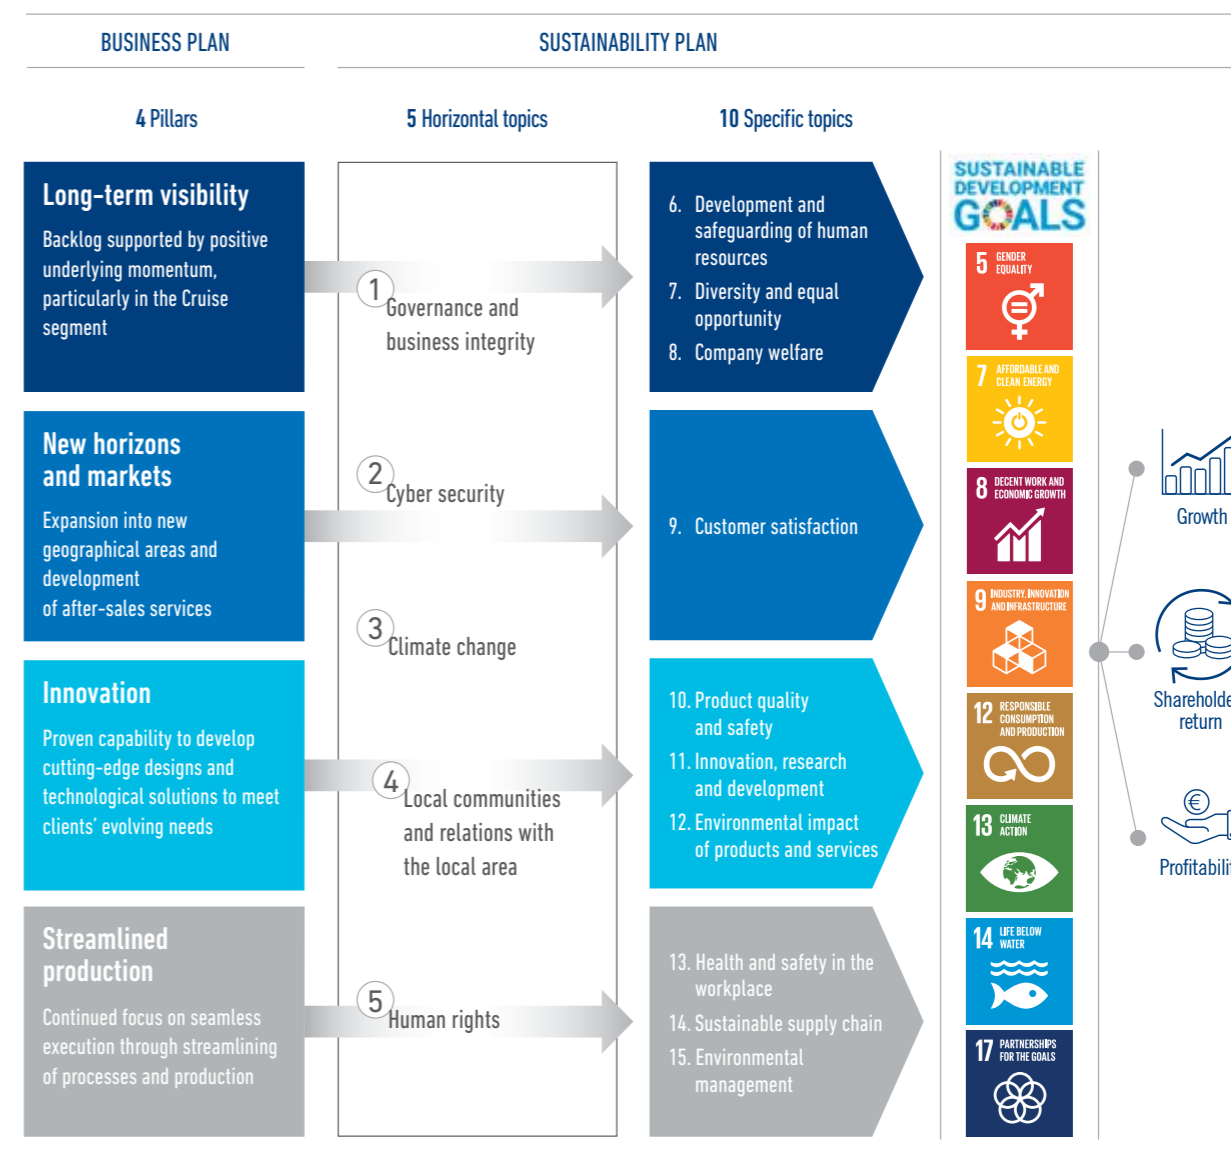 BUSINESS PLAN
SUSTAINABILITY PLAN
4 Pillars
5 Horizontal topics
10 Specific topics
Long-term visibility
Backlog supported by positive
underlying momentum,
particularly in the Cruise
segment
New horizons
and markets
Expansion into new
geographical areas and
development
of after-sales services
Innovation
Proven capability to develop
cutting-edge designs and
technological solutions to meet
clients’ evolving needs
Streamlined
production
Continued focus on seamless
execution through streamlining
of processes and production
1
Governance and
business integrity
2
Cyber security
3
Climate change
4
Local communities
and relations with
the local area
5
Human rights
6. Development and
safeguarding of human
resources
7. Diversity and equal
opportunity
8. Company welfare
9. Customer satisfaction
10. Product quality
and safety
11. Innovation, research
and development
12. Environmental impact
of products and services
13. Health and safety in the
workplace
14. Sustainable supply chain
15. Environmental
management
SUSTAINABLE
DEVELOPMENT
GOALS
5 GENDER
EQUALITY
7 AFFORDABLE AND
CLEAN ENERGY
8 DECENT WORK AND
ECONOMIC GROWTH
9 INDUSTRY, INNOVATION
AND INFRASTRUCTURE
12 RESPONSIBLE
CONSUMPTION
AND PRODUCTION
13 CLIMATE
ACTION
14 LIFE BELOW
WATER
17 PARTNERSHIPS
FOR THE GOALS
Growth
Shareholde
return
€
Profitabili